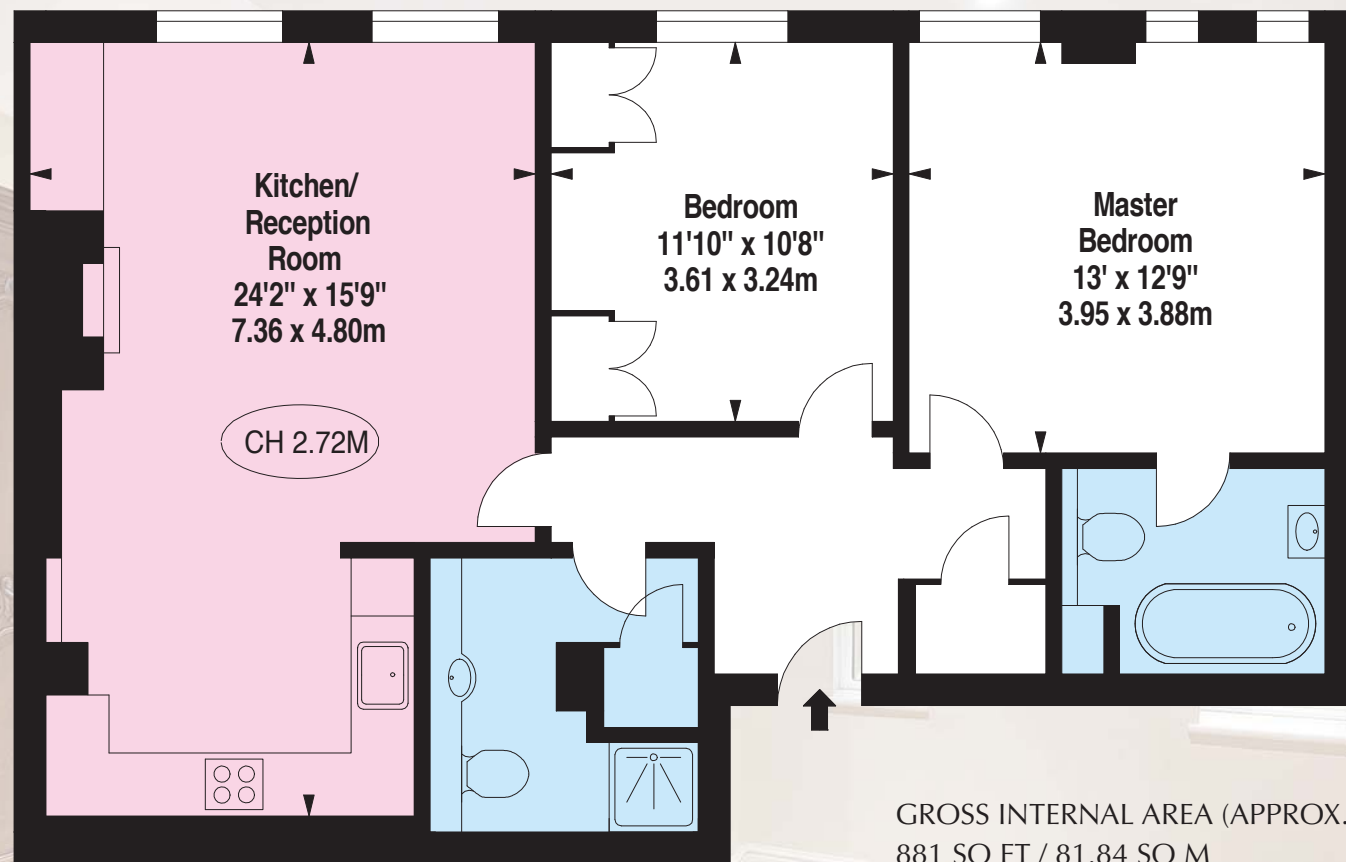 Kitchen/
Reception
Room
24'2" x 15'9"
7.36 x 4.80m
CH 2.72M
Bedroom
11'10" x 10'8"
3.61 x 3.24m
Master
Bedroom
13' x 12'9"
3.95 x 3.88m
GROSS INTERNAL AREA (APPROX.
881 SQ FT / 81.84 SQ M